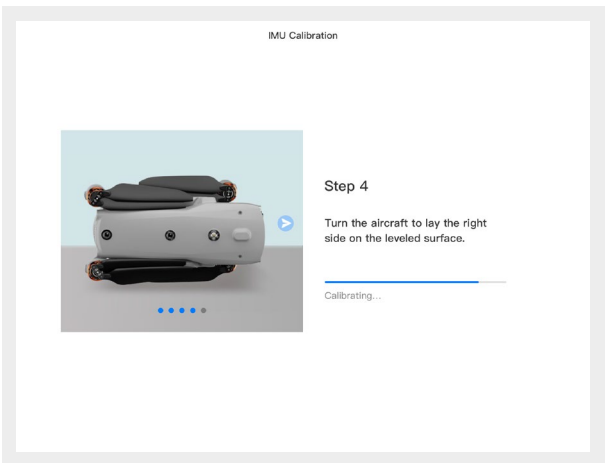 IMU Calibration
Step 4
Turn the aircraft to lay the right
side on the leveled surface.
Calibrating...